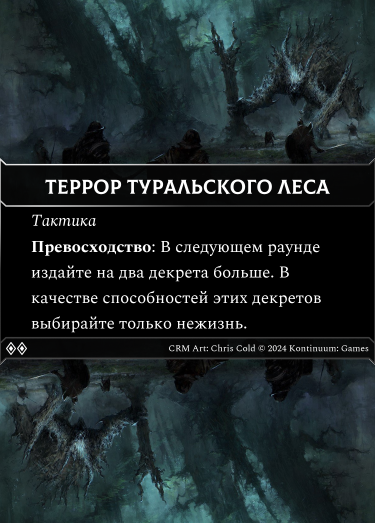 ТЕРРОР ТУРАЛЬСКОГО ЛЕСА
Тактика
Превосходство: В следующем раунде
издайте на два декрета больше. В
качестве способностей этих декретов
выбирайте только нежизнь.
CRM Art: Chris Cold © 2024 Kontinuum: Games